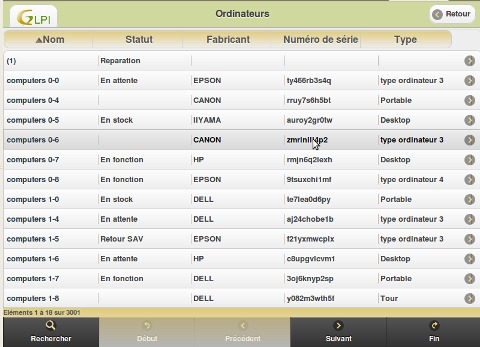 GLPI Ordinateurs Retour
Nom Statut Fabricant Numéro de série Type
(1) Reparation
computers 0-0 En attente EPSON ty466rb3s4q type ordinateur 3
computers 0-4 CANON rruy7s6h5bt Portable
computers 0-5 En stock IIYAMA auroy2gr0tw Desktop
computers 0-6 CANON type ordinateur 3
computers 0-7 En fonction HP rmjn6q2lexh Desktop
computers 0-8 En fonction EPSON 9tsuxchi1mf type ordinateur 4
computers 1-0 En stock DELL le7lea0d6py Portable
computers 1-4 En attente DELL aj24chobe1b type ordinateur 3
computers 1-5 Retour SAV EPSON f21yxmwcpix type ordinateur 3
computers 1-6 En attente HP c8upgvlcvm1 Desktop
computers 1-7 En fonction DELL 3oj6knyp2sp Portable
computers 1-8 DELL y082m3wth5f Tour
Eléments 1 à 18 sur 3001
Rechercher Début Précédent Suivant Fin